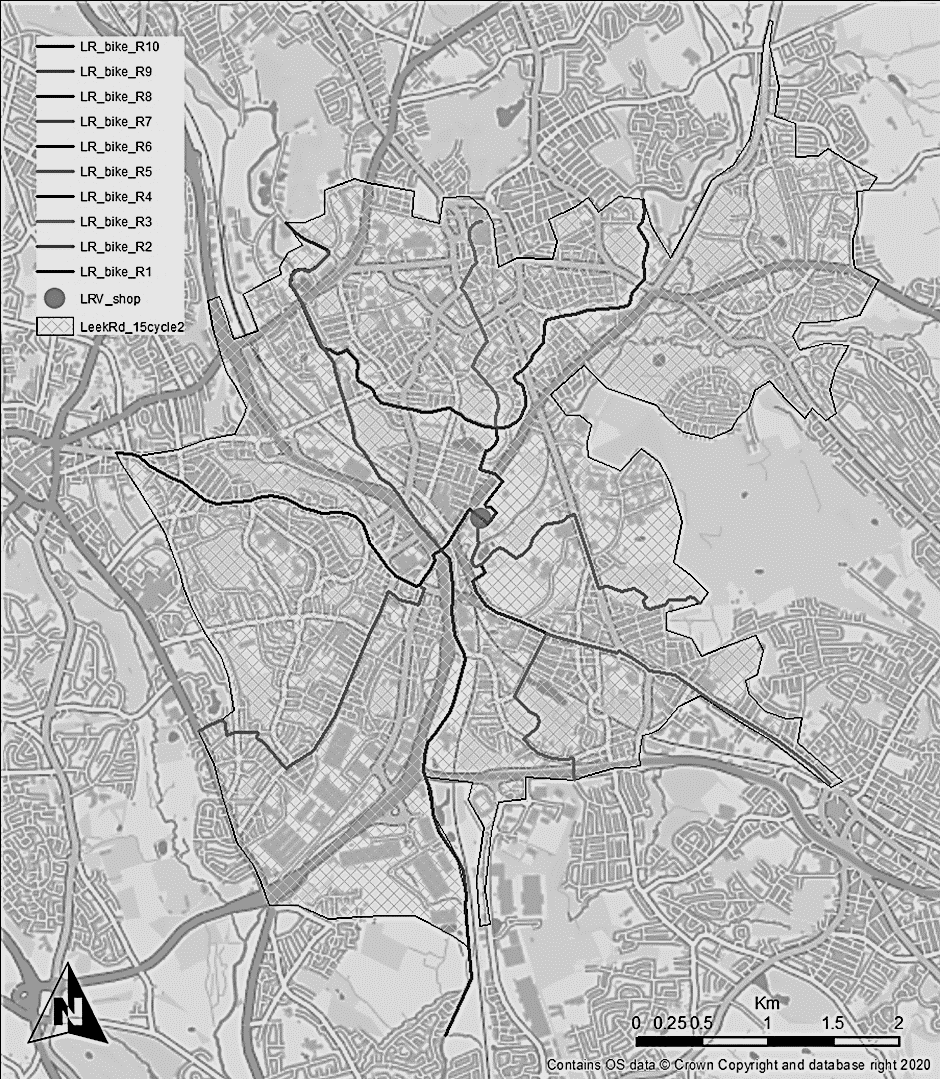 LR_bike_R10
LR_bike_R9
LR_bike_R8
LR_bike_R7
LR_bike_R6
LR_bike_R5
LR_bike_R4
LR_bike_R3
LR_bike_R2
LR_bike_R1
LRV_shop
LeekRd_15cycle2
N
Km
0 0.25 0.5 1 1.5 2
Contains OS data © Crown Copyright and database right 2020